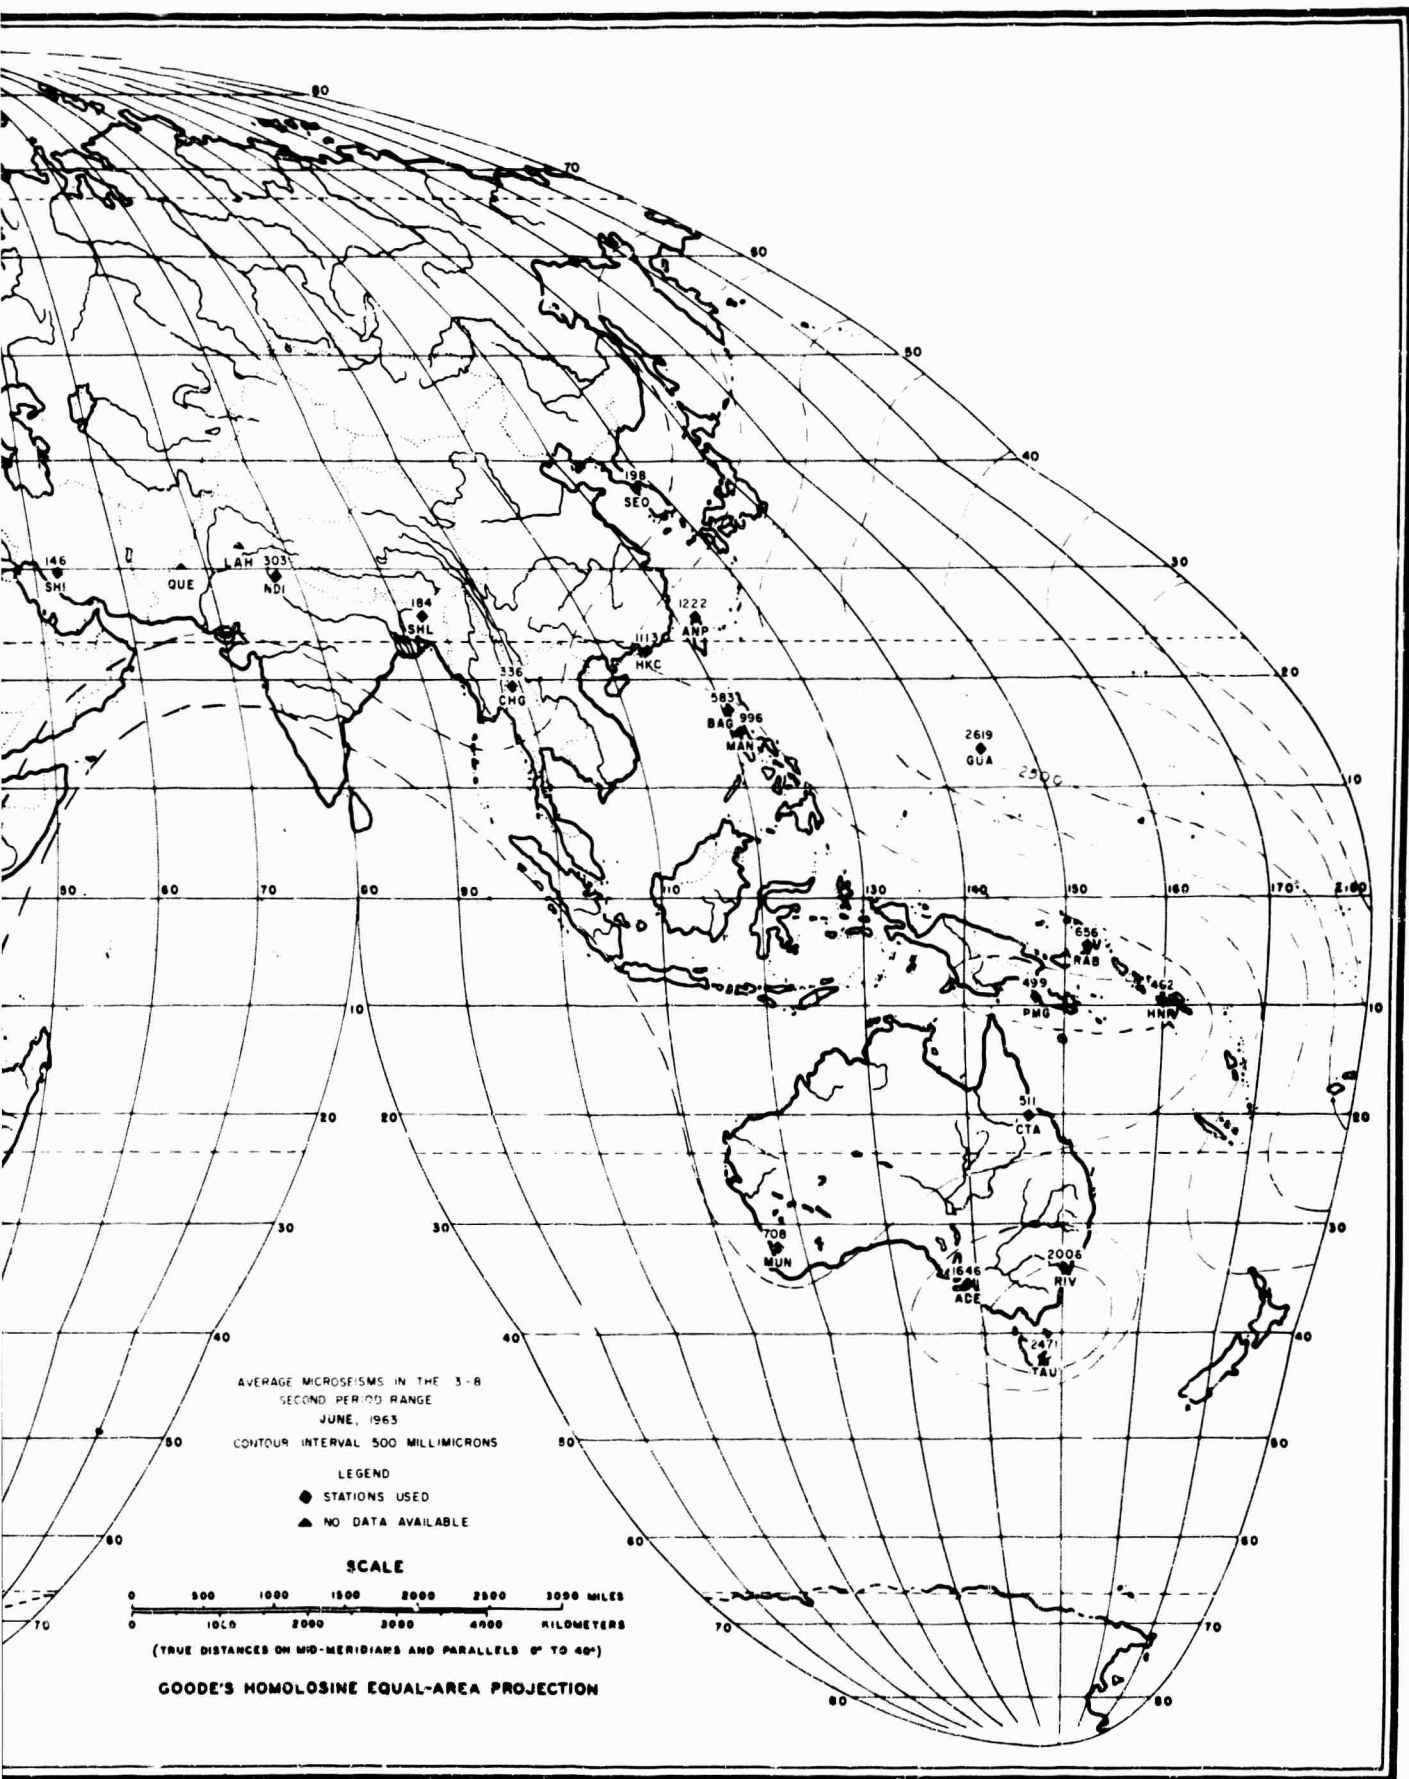 80
70
60
50
40
198
SEO
30
146
SHI
QUE
LAH 303
NDI
184
SHL
1222
ANP
1113
HKC
336
CHG
20
583
BAG 996
MAN
2619
GUA
2500
10
50 60 70 80 90 110 130 140 150 160 170 180
656
RAB
499
PMG
462
HNR
10 10
511
CTA
20 20 20
30 30 30
708
MUN
1646
ADE
2006
RIV
40 40 40
2471
TAU
AVERAGE MICROSEISMS IN THE 3-8
SECOND PERIOD RANGE
JUNE, 1963
CONTOUR INTERVAL 500 MILLIMICRONS
50 50 50
LEGEND
STATIONS USED
NO DATA AVAILABLE
60 60 60
SCALE
0 500 1000 1500 2000 2500 3000 MILES
0 1000 2000 3000 4000 KILOMETERS
70 70 70
(TRUE DISTANCES ON MID-MERIDIANS AND PARALLELS 0° TO 40°)
GOODE'S HOMOLOSINE EQUAL-AREA PROJECTION
80 80